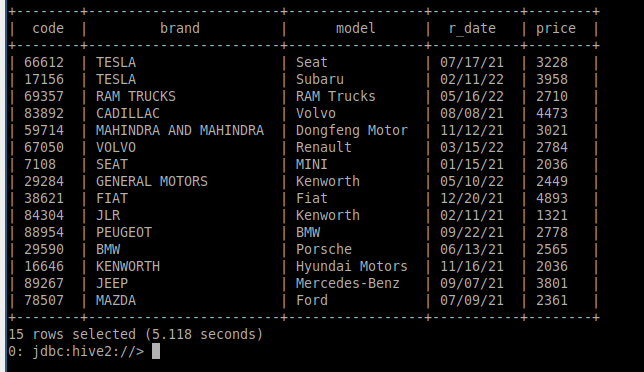 +--------+------------------------+---------------+-----------+--------+
|  code  |         brand          |      model      |  r_date  | price  |
+--------+------------------------+---------------+-----------+--------+
| 66612  | TESLA                  | Seat            | 07/17/21  | 3228   |
| 17156  | TESLA                  | Subaru          | 02/11/22  | 3958   |
| 69357  | RAM TRUCKS             | RAM Trucks      | 05/16/22  | 2710   |
| 83892  | CADILLAC               | Volvo           | 08/08/21  | 4473   |
| 59714  | MAHINDRA AND MAHINDRA  | Dongfeng Motor  | 11/12/21  | 3021   |
| 67050  | VOLVO                  | Renault         | 03/15/22  | 2784   |
| 7108   | SEAT                   | MINI            | 01/15/21  | 2036   |
| 29284  | GENERAL MOTORS         | Kenworth        | 05/10/22  | 2449   |
| 38621  | FIAT                   | Fiat            | 12/20/21  | 4893   |
| 84304  | JLR                    | Kenworth        | 02/11/21  | 1321   |
| 88954  | PEUGEOT                | BMW             | 09/22/21  | 2778   |
| 29590  | BMW                    | Porsche         | 06/13/21  | 2565   |
| 16646  | KENWORTH               | Hyundai Motors  | 11/16/21  | 2036   |
| 89267  | JEEP                   | Mercedes-Benz   | 09/07/21  | 3801   |
| 78507  | MAZDA                  | Ford            | 07/09/21  | 2361   |
+--------+------------------------+---------------+-----------+--------+
15 rows selected (5.118 seconds)
0: jdbc:hive2://>